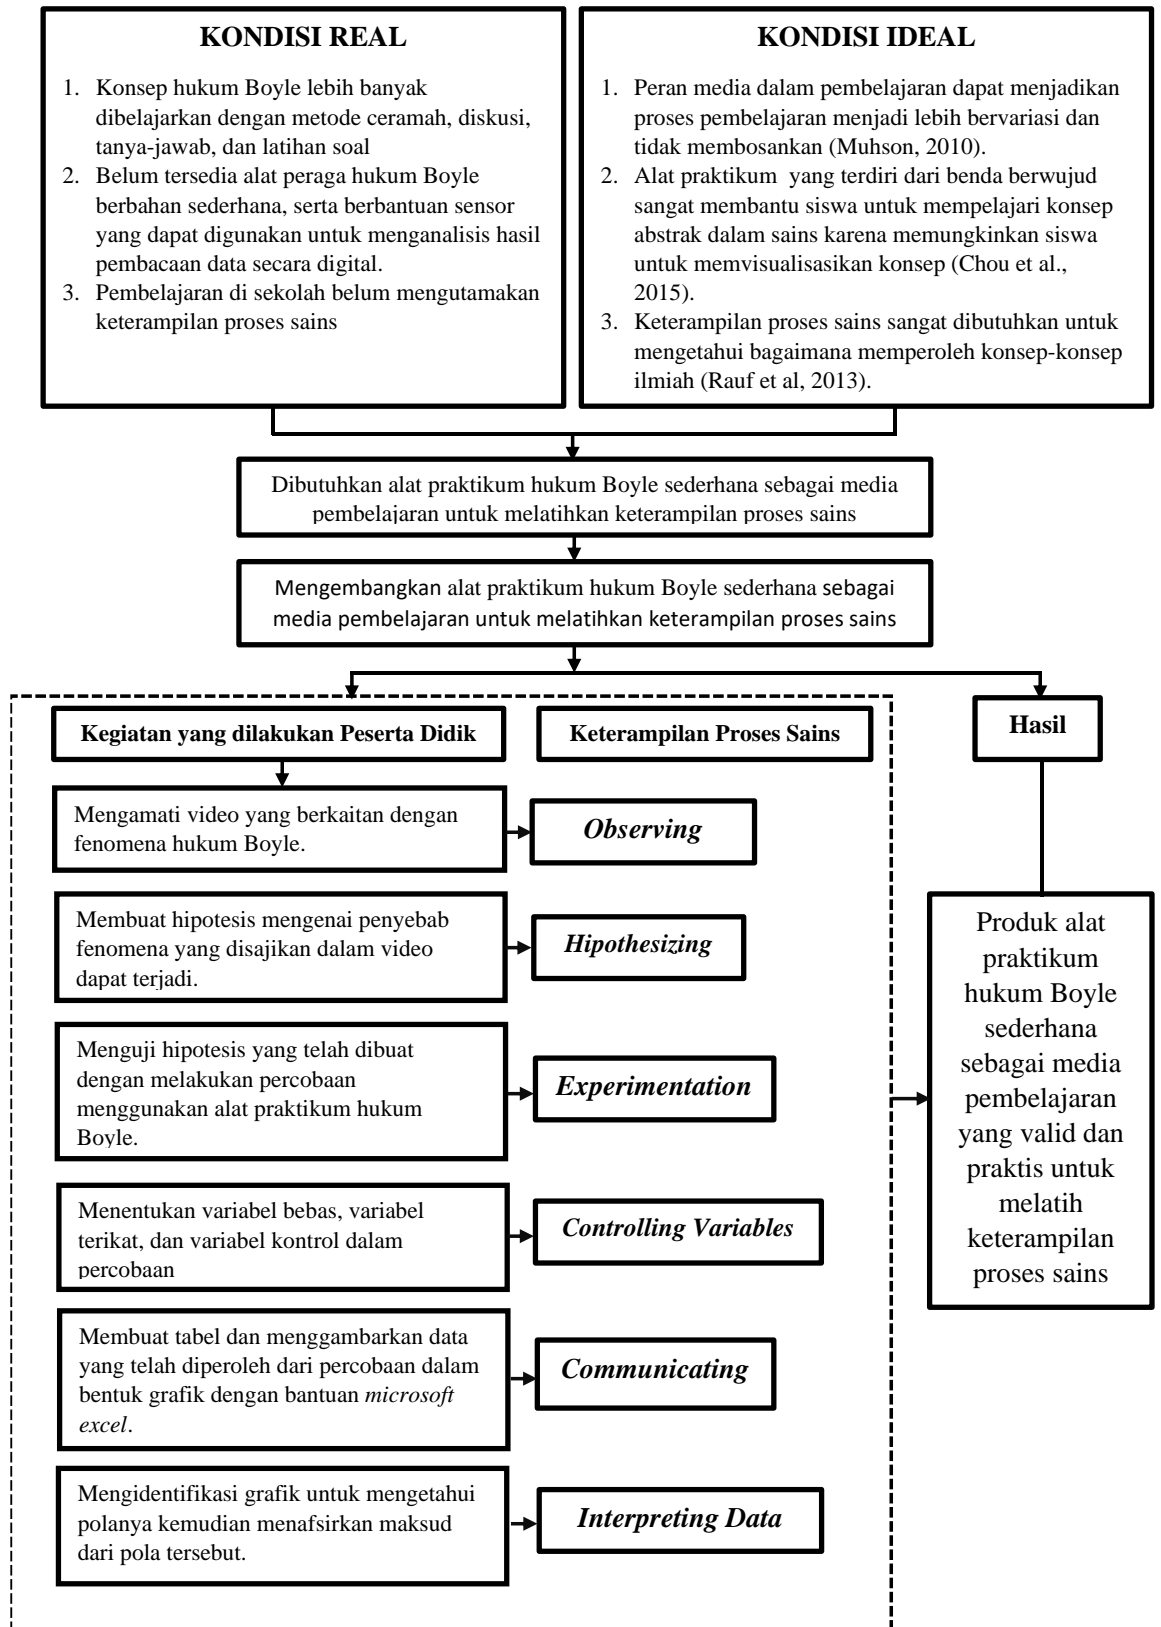 KONDISI REAL
1. Konsep hukum Boyle lebih banyak
dibelajarkan dengan metode ceramah, diskusi,
tanya-jawab, dan latihan soal
2. Belum tersedia alat peraga hukum Boyle
berbahan sederhana, serta berbantuan sensor
yang dapat digunakan untuk menganalisis hasil
pembacaan data secara digital.
3. Pembelajaran di sekolah belum mengutamakan
keterampilan proses sains
KONDISI IDEAL
1. Peran media dalam pembelajaran dapat menjadikan
proses pembelajaran menjadi lebih bervariasi dan
tidak membosankan (Muhson, 2010).
2. Alat praktikum yang terdiri dari benda berwujud
sangat membantu siswa untuk mempelajari konsep
abstrak dalam sains karena memungkinkan siswa
untuk memvisualisasikan konsep (Chou et al.,
2015).
3. Keterampilan proses sains sangat dibutuhkan untuk
mengetahui bagaimana memperoleh konsep-konsep
ilmiah (Rauf et al, 2013).
Dibutuhkan alat praktikum hukum Boyle sederhana sebagai media
pembelajaran untuk melatihkan keterampilan proses sains
Mengembangkan alat praktikum hukum Boyle sederhana sebagai
media pembelajaran untuk melatihkan keterampilan proses sains
Kegiatan yang dilakukan Peserta Didik
Keterampilan Proses Sains
Hasil
Mengamati video yang berkaitan dengan
fenomena hukum Boyle.
Observing
Membuat hipotesis mengenai penyebab
fenomena yang disajikan dalam video
dapat terjadi.
Hipothesizing
Menguji hipotesis yang telah dibuat
dengan melakukan percobaan
menggunakan alat praktikum hukum
Boyle.
Experimentation
Menentukan variabel bebas, variabel
terikat, dan variabel kontrol dalam
percobaan
Controlling Variables
Membuat tabel dan menggambarkan data
yang telah diperoleh dari percobaan dalam
bentuk grafik dengan bantuan microsoft
excel.
Communicating
Mengidentifikasi grafik untuk mengetahui
polanya kemudian menafsirkan maksud
dari pola tersebut.
Interpreting Data
Produk alat
praktikum
hukum Boyle
sederhana
sebagai media
pembelajaran
yang valid dan
praktis untuk
melatih
keterampilan
proses sains